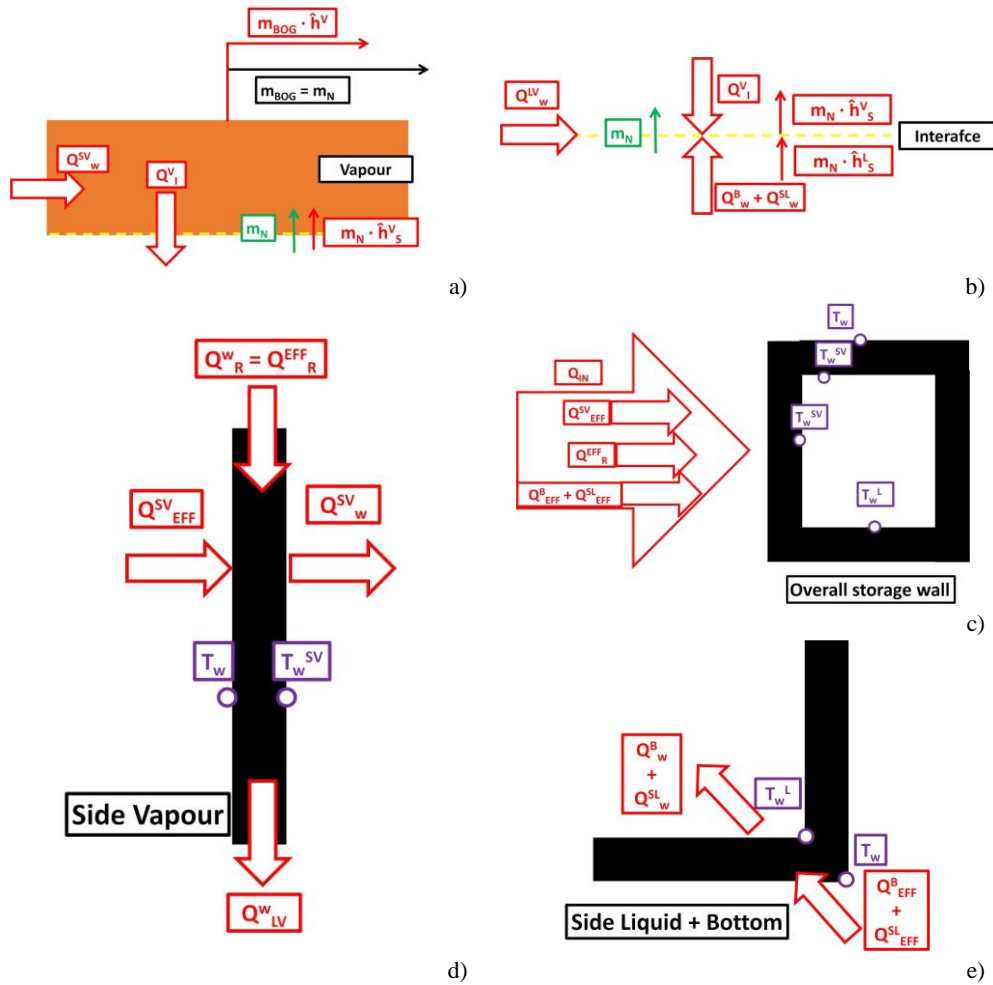 m_BOG · ĥ^V
m_BOG = m_N
Q^SV_w
Q^V_I
Vapour
m_N
m_N · ĥ^V_S
a)
Q^LV_w
m_N
Q^V_I
m_N · ĥ^V_S
Interafce
m_N · ĥ^L_S
Q^B_w + Q^SL_w
b)
Q_IN
Q^SV_EFF
Q^EFF_R
Q^B_EFF + Q^SL_EFF
T_w
T_w^SV
T_w^SV
T_w^L
Overall storage wall
c)
Q^w_R = Q^EFF_R
Q^SV_EFF
Q^SV_w
T_w
T_w^SV
Side Vapour
Q^w_LV
d)
Q^B_w
+
Q^SL_w
T_w^L
T_w
Q^B_EFF
+
Q^SL_EFF
Side Liquid + Bottom
e)